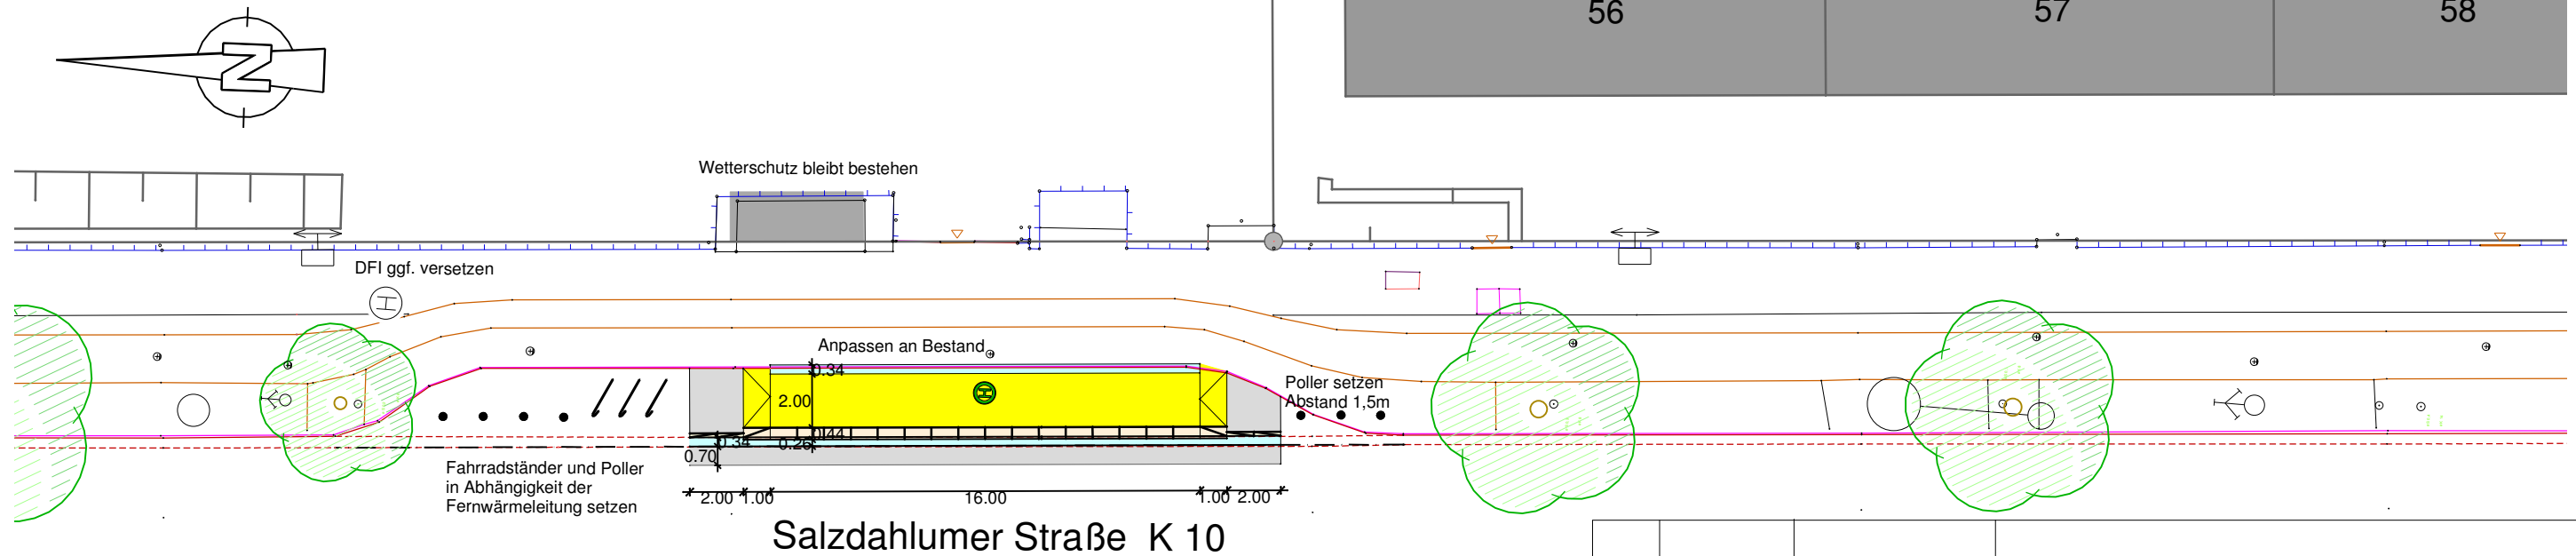 56
57
58
N
Wetterschutz bleibt bestehen
DFI ggf. versetzen
H
Anpassen an Bestand
0.34
Poller setzen
Abstand 1,5m
H
2.00
0.44
0.34
0.26
0.70
Fahrradständer und Poller
in Abhängigkeit der
Fernwärmeleitung setzen
2.00 1.00 16.00 1.00 2.00
Salzdahlumer Straße K 10